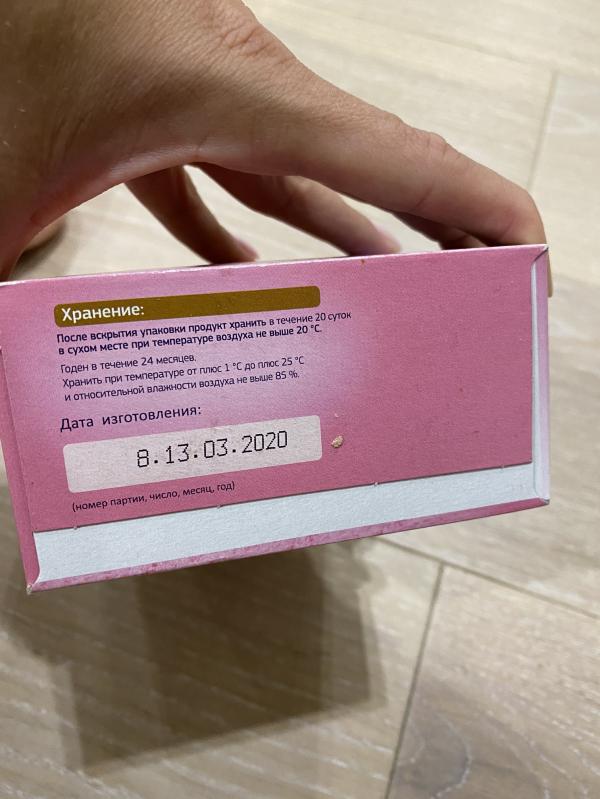 Хранение:
После вскрытия упаковки продукт хранить в течение 20 суток
в сухом месте при температуре воздуха не выше 20 °С.
Годен в течение 24 месяцев.
Хранить при температуре от плюс 1 °С до плюс 25 °С
и относительной влажности воздуха не выше 85 %.
Дата изготовления:
8.13.03.2020
(номер партии, число, месяц, год)